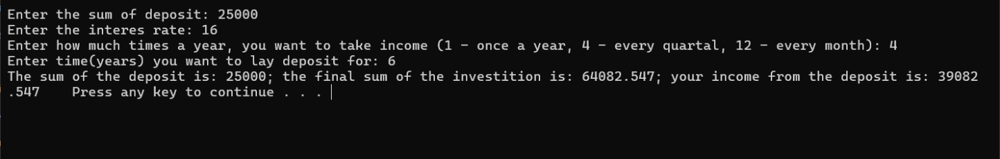 Enter the sum of deposit: 25000
Enter the interes rate: 16
Enter how much times a year, you want to take income (1 - once a year, 4 - every quartal, 12 - every month): 4
Enter time(years) you want to lay deposit for: 6
The sum of the deposit is: 25000; the final sum of the investition is: 64082.547; your income from the deposit is: 39082
.547    Press any key to continue . . .